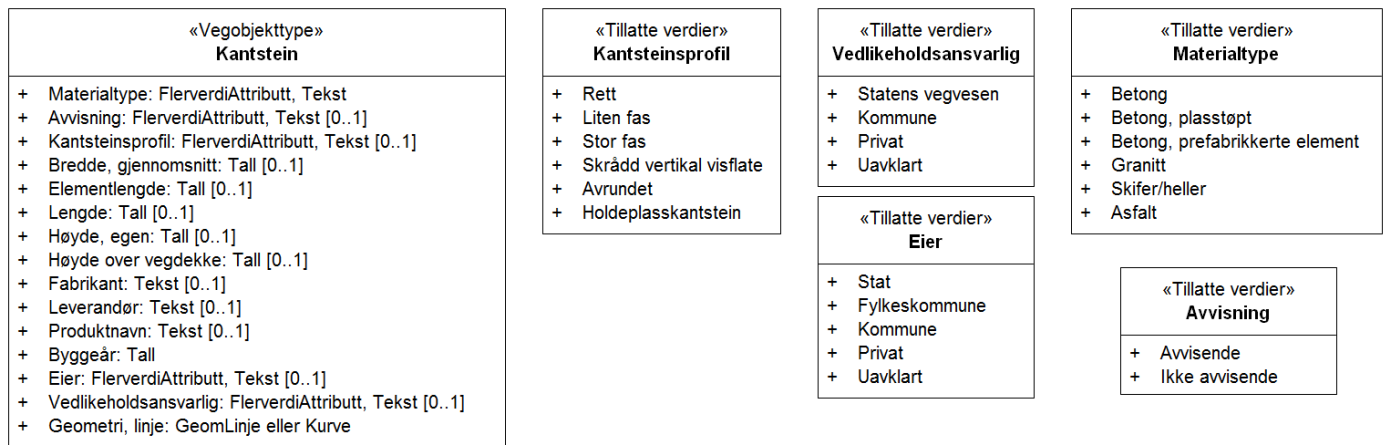 «Vegobjekttype»
Kantstein
+ Materialtype: FlerverdiAttributt, Tekst
+ Avvisning: FlerverdiAttributt, Tekst [0..1]
+ Kantsteinsprofil: FlerverdiAttributt, Tekst [0..1]
+ Bredde, gjennomsnitt: Tall [0..1]
+ Elementlengde: Tall [0..1]
+ Lengde: Tall [0..1]
+ Høyde, egen: Tall [0..1]
+ Høyde over vegdekke: Tall [0..1]
+ Fabrikant: Tekst [0..1]
+ Leverandør: Tekst [0..1]
+ Produktnavn: Tekst [0..1]
+ Byggeår: Tall
+ Eier: FlerverdiAttributt, Tekst [0..1]
+ Vedlikeholdsansvarlig: FlerverdiAttributt, Tekst [0..1]
+ Geometri, linje: GeomLinje eller Kurve
«Tillatte verdier»
Kantsteinsprofil
+ Rett
+ Liten fas
+ Stor fas
+ Skrådd vertikal visflate
+ Avrundet
+ Holdeplasskantstein
«Tillatte verdier»
Vedlikeholdsansvarlig
+ Statens vegvesen
+ Kommune
+ Privat
+ Uavklart
«Tillatte verdier»
Eier
+ Stat
+ Fylkeskommune
+ Kommune
+ Privat
+ Uavklart
«Tillatte verdier»
Materialtype
+ Betong
+ Betong, plasstøpt
+ Betong, prefabrikkerte element
+ Granitt
+ Skifer/heller
+ Asfalt
«Tillatte verdier»
Avvisning
+ Avvisende
+ Ikke avvisende